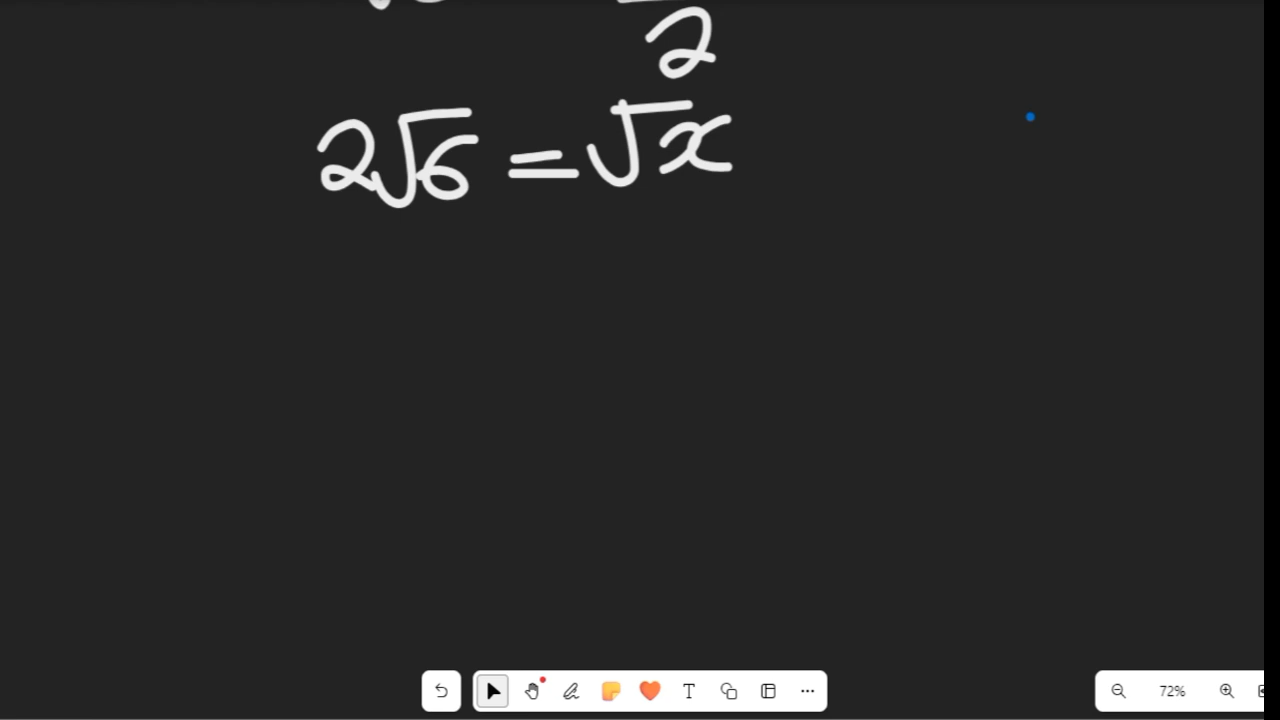 2
2√6 = √x
T
72%